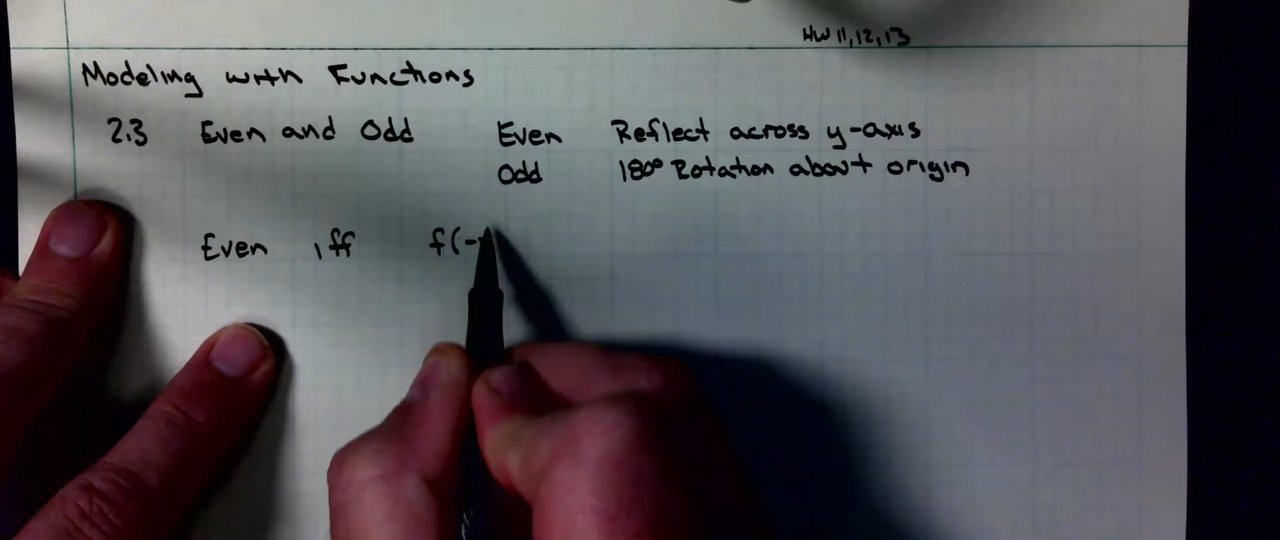 HW 11, 12, 13
Modeling with Functions
2.3 Even and Odd Even Reflect across y-axis
Odd 180° Rotation about origin
Even iff f(-